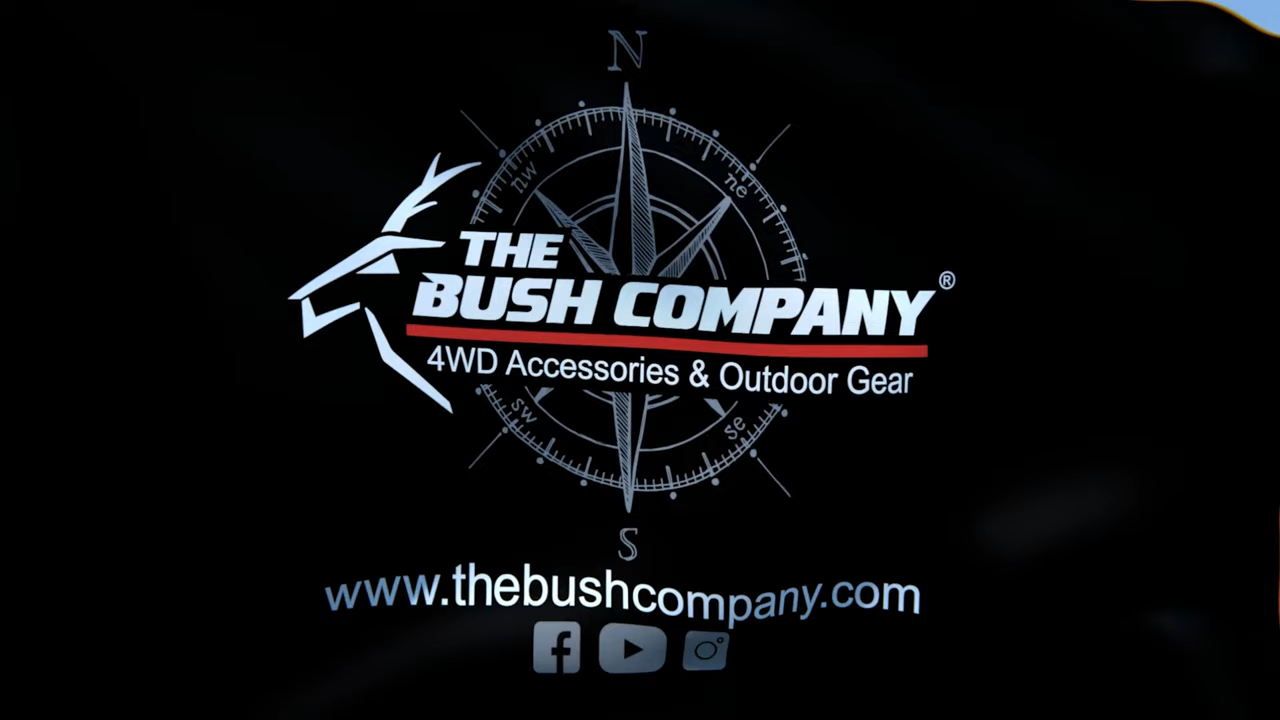 N
nw ne
THE
BUSH COMPANY®
4WD Accessories & Outdoor Gear
sw se
S
www.thebushcompany.com